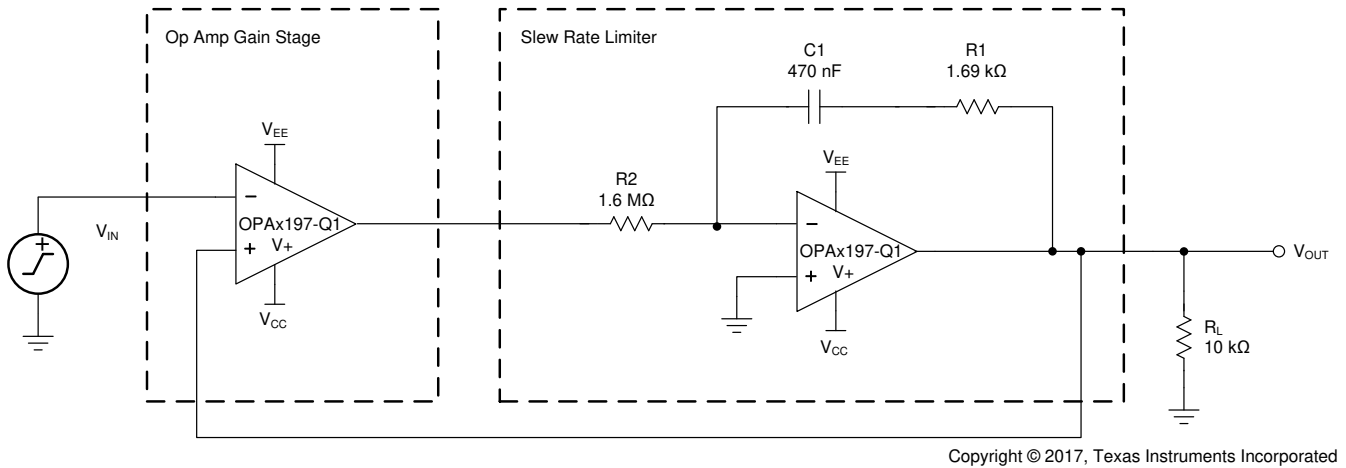 Op Amp Gain Stage
Slew Rate Limiter
C1
470 nF
R1
1.69 kΩ
VEE
VEE
R2
1.6 MΩ
−
OPAx197-Q1
V+
+
VIN
+
−
OPAx197-Q1
V+
+
VOUT
VCC
VCC
RL
10 kΩ
Copyright © 2017, Texas Instruments Incorporated